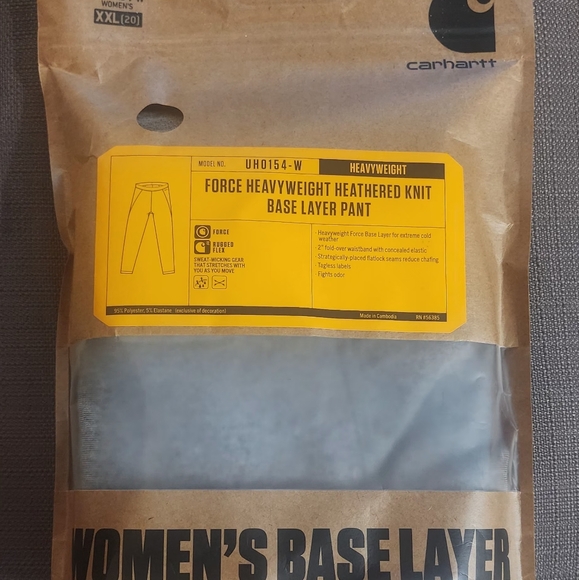 WOMEN'S
XXL (20)
carhartt
MODEL NO. UH0154-W HEAVYWEIGHT
FORCE HEAVYWEIGHT HEATHERED KNIT
BASE LAYER PANT
FORCE
RUGGED
FLEX
SWEAT-WICKING GEAR
THAT STRETCHES WITH
YOU AS YOU MOVE
· Heavyweight Force Base Layer for extreme cold
weather
· 2" fold-over waistband with concealed elastic
· Strategically-placed flatlock seams reduce chafing
· Tagless labels
· Fights odor
95% Polyester, 5% Elastane (exclusive of decoration)
Made in Cambodia
RN #56385
WOMEN'S BASE LAYER